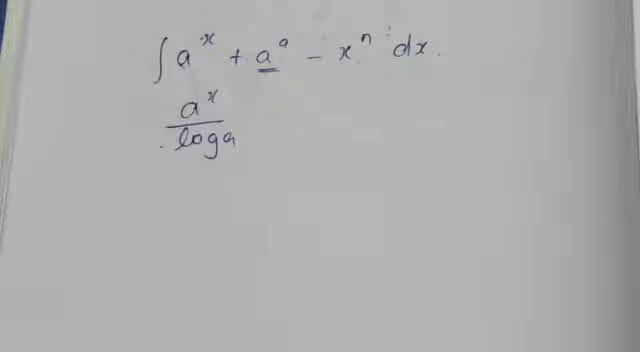 ∫ a^x + a^a − x^n dx.
a^x
log a